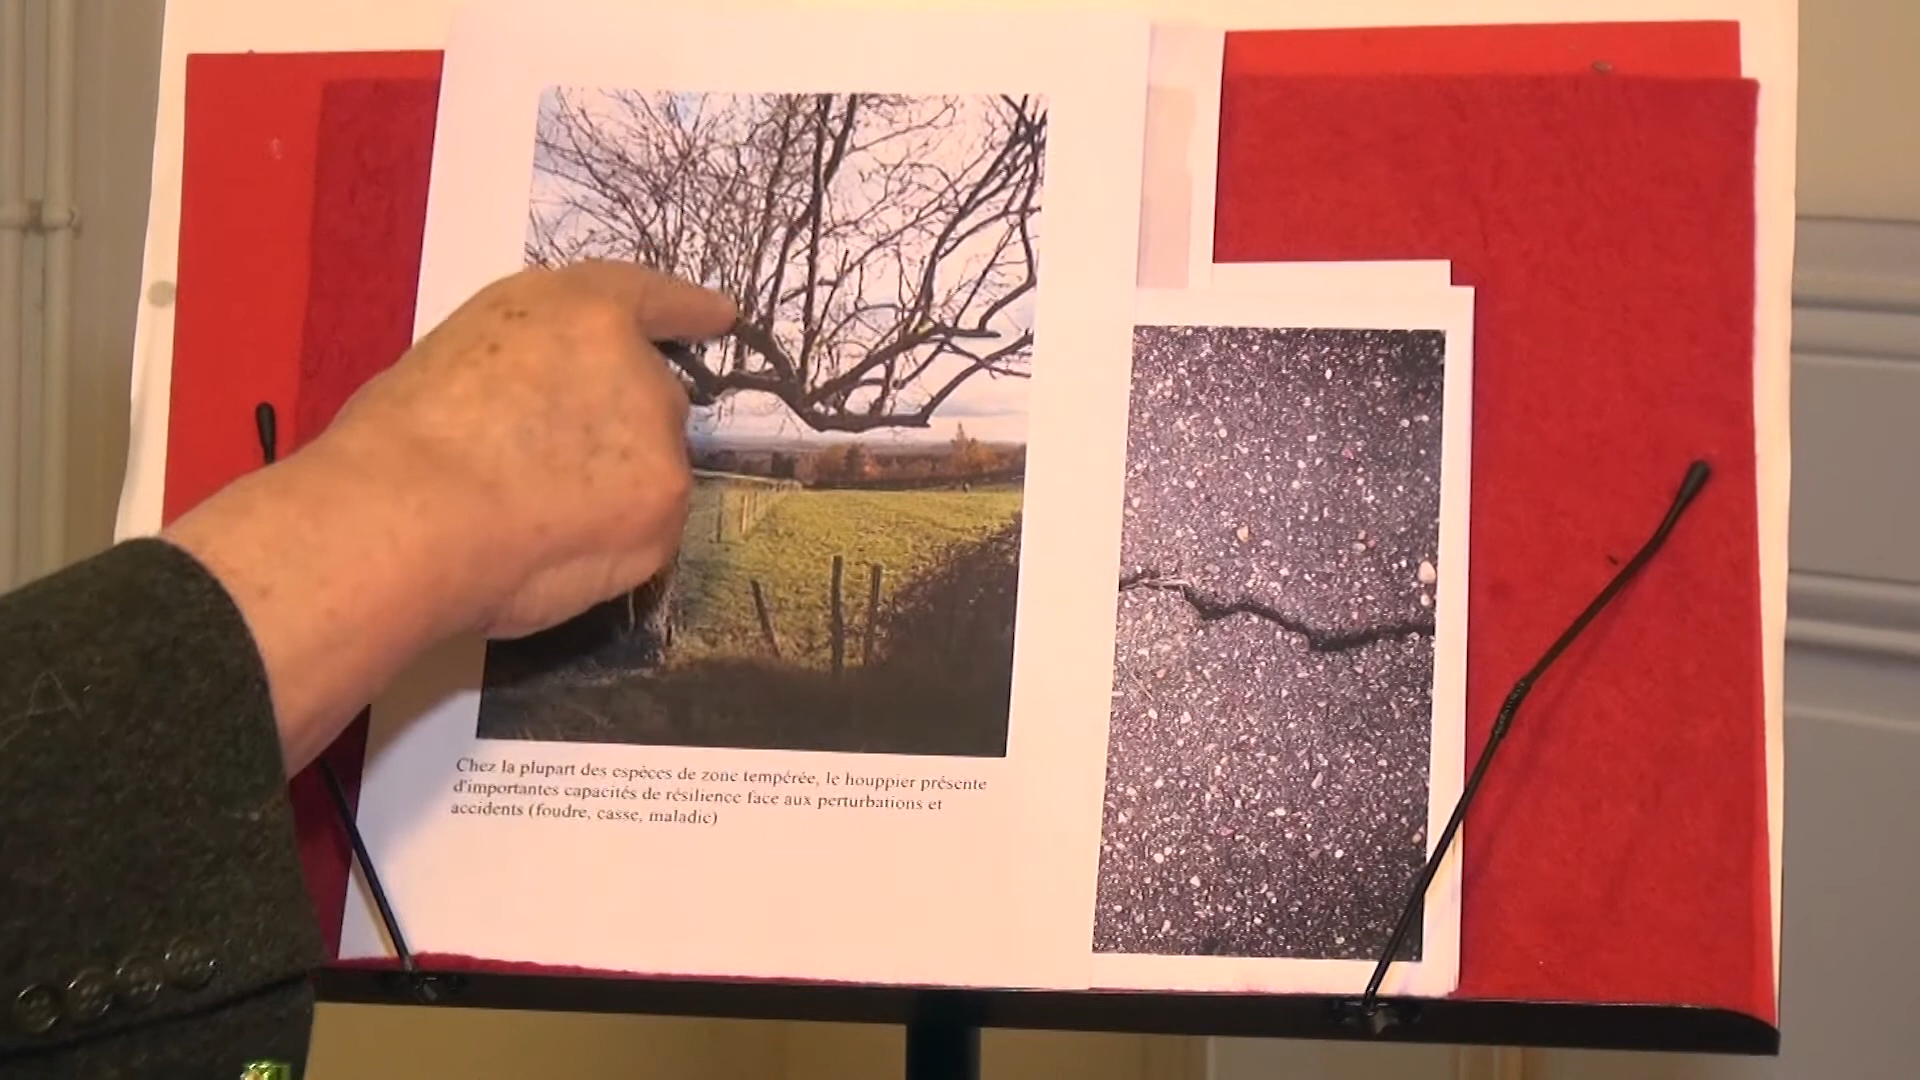 Chez la plupart des espèces de zone tempérée, le houppier présente
d'importantes capacités de résilience face aux perturbations et
accidents (foudre, casse, maladie)